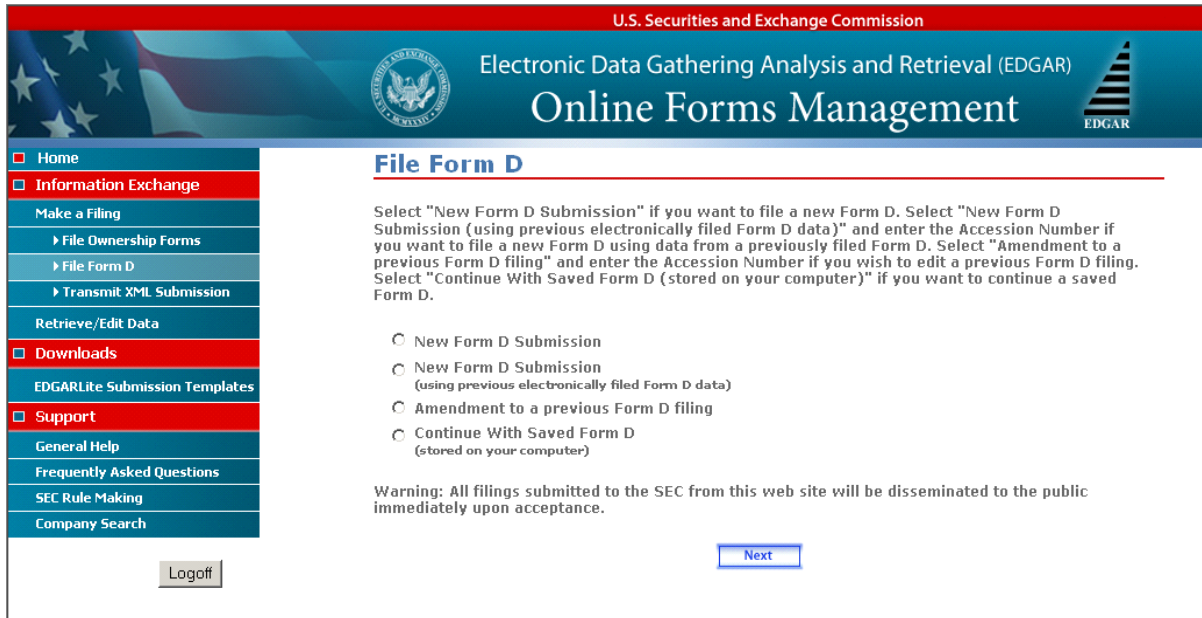 U.S. Securities and Exchange Commission
Electronic Data Gathering Analysis and Retrieval (EDGAR)
Online Forms Management
EDGAR
Home
Information Exchange
Make a Filing
File Ownership Forms
File Form D
Transmit XML Submission
Retrieve/Edit Data
Downloads
EDGARLite Submission Templates
Support
General Help
Frequently Asked Questions
SEC Rule Making
Company Search
Logoff
File Form D
Select "New Form D Submission" if you want to file a new Form D. Select "New Form D
Submission (using previous electronically filed Form D data)" and enter the Accession Number if
you want to file a new Form D using data from a previously filed Form D. Select "Amendment to a
previous Form D filing" and enter the Accession Number if you wish to edit a previous Form D filing.
Select "Continue With Saved Form D (stored on your computer)" if you want to continue a saved
Form D.
New Form D Submission
New Form D Submission
(using previous electronically filed Form D data)
Amendment to a previous Form D filing
Continue With Saved Form D
(stored on your computer)
Warning: All filings submitted to the SEC from this web site will be disseminated to the public
immediately upon acceptance.
Next